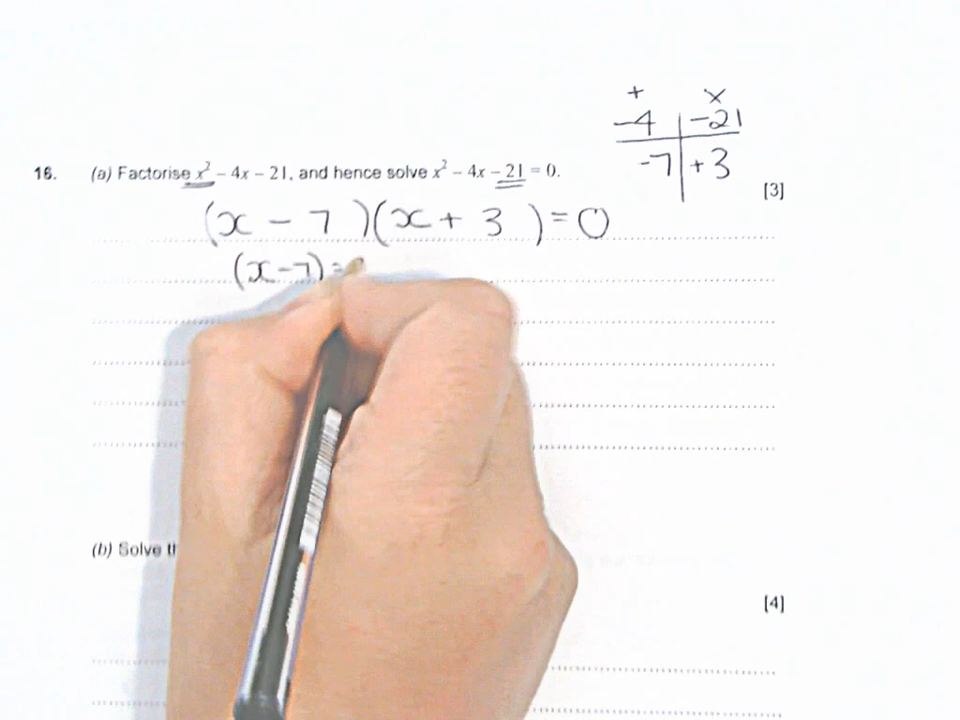 + ×
-4 -21
-7 +3
16. (a) Factorise x² – 4x – 21, and hence solve x² – 4x – 21 = 0.
[3]
(x - 7)(x + 3) = 0
(x - 7) =
(b) Solve
[4]